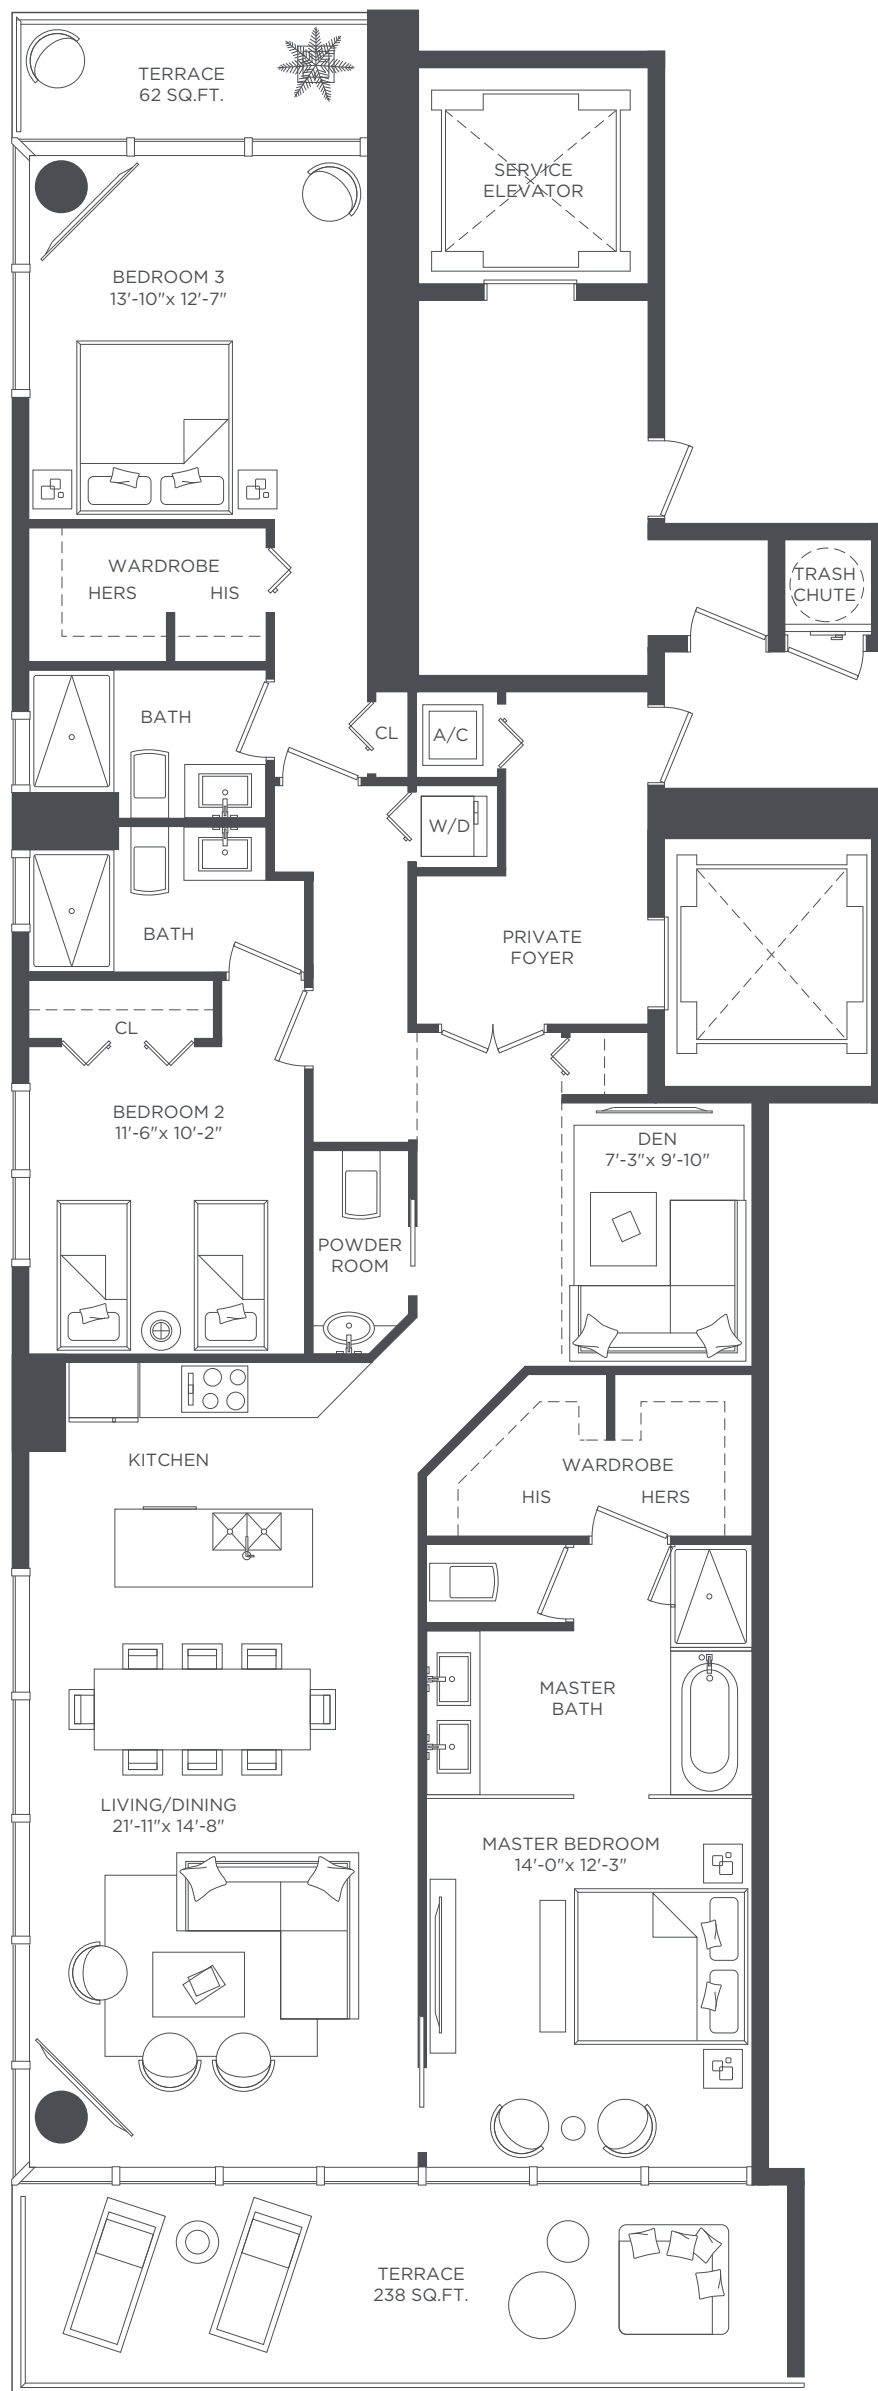 TERRACE
62 SQ.FT.
SERVICE
ELEVATOR
BEDROOM 3
13'-10"x 12'-7"
WARDROBE
HERS HIS
TRASH
CHUTE
BATH
CL
A/C
W/D
BATH
PRIVATE
FOYER
CL
BEDROOM 2
11'-6"x 10'-2"
DEN
7'-3"x 9'-10"
POWDER
ROOM
KITCHEN
WARDROBE
HIS HERS
MASTER
BATH
LIVING/DINING
21'-11"x 14'-8"
MASTER BEDROOM
14'-0"x 12'-3"
TERRACE
238 SQ.FT.